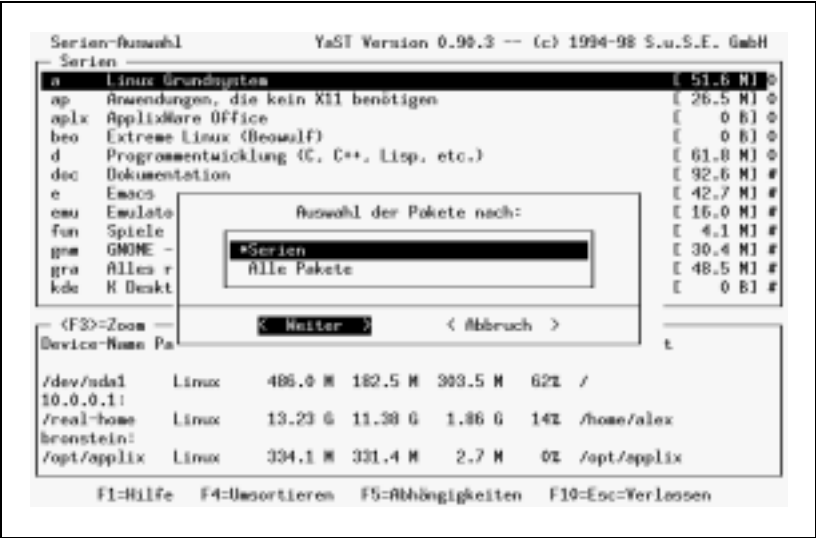 Serien-Auswahl YaST Version 0.90.3 -- (c) 1994-98 S.u.S.E. GmbH
Serien
a Linux Grundsystem [ 51.6 M] O
ap Anwendungen, die kein X11 benötigen [ 26.5 M] O
aplx ApplixWare Office [ 0 B] O
beo Extreme Linux (Beowulf) [ 0 B] O
d Programmentwicklung (C, C++, Lisp, etc.) [ 61.8 M] O
doc Dokumentation [ 92.6 M] #
e Emacs [ 42.7 M] #
emu Emulato [ 16.0 M] #
fun Spiele [ 4.1 M] #
gnm GNOME - [ 30.4 M] #
gra Alles r [ 48.5 M] #
kde K Deskt [ 0 B] #
Auswahl der Pakete nach:
*Serien
Alle Pakete
< Weiter > < Abbruch >
<F3>=Zoom
Device-Name Pa t
/dev/sda1 Linux 486.0 M 182.5 M 303.5 M 62% /
10.0.0.1:
/real-home Linux 13.23 G 11.38 G 1.86 G 14% /home/alex
bronstein:
/opt/applix Linux 334.1 M 331.4 M 2.7 M 0% /opt/applix
F1=Hilfe F4=Umsortieren F5=Abhängigkeiten F10=Esc=Verlassen